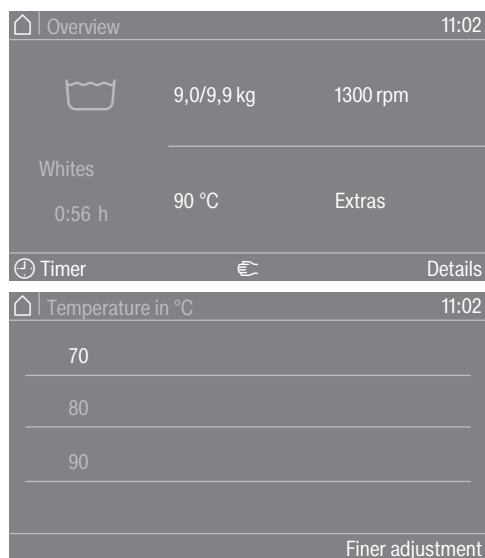 Overview 11:02
9,0/9,9 kg 1300 rpm
Whites
0:56 h
90 °C Extras
Timer Details
Temperature in °C 11:02
70
80
90
Finer adjustment